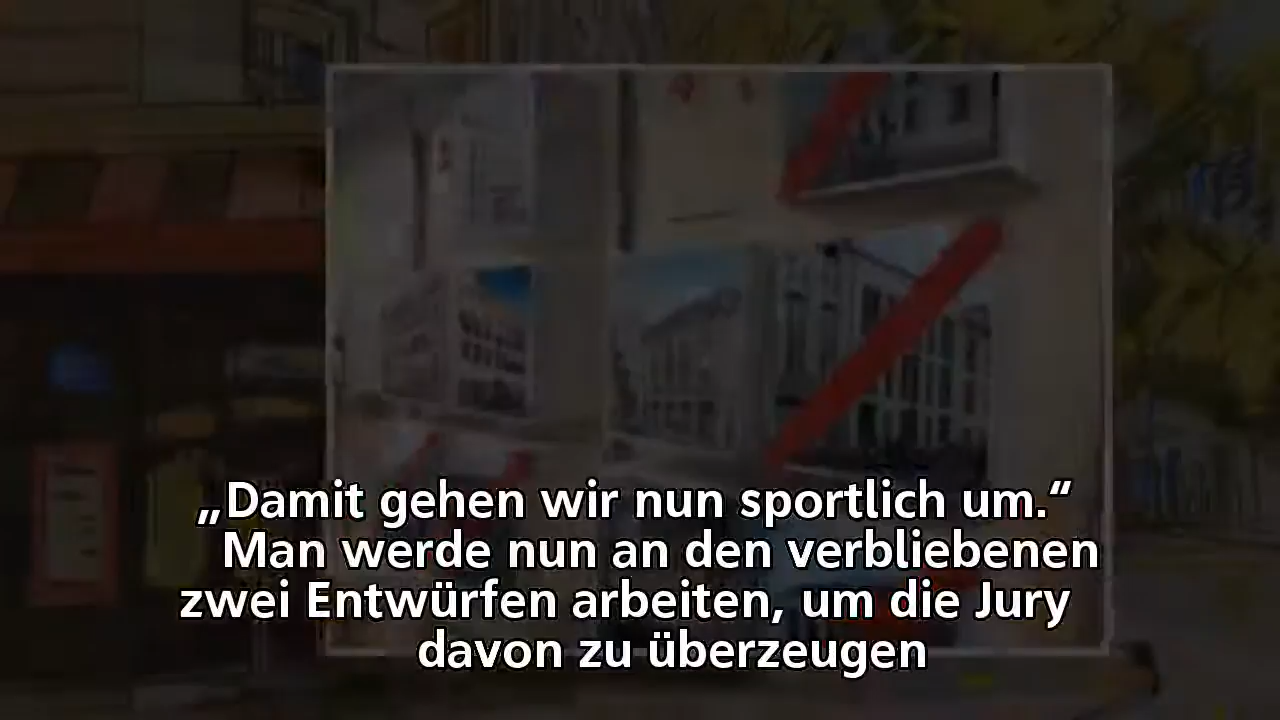 „Damit gehen wir nun sportlich um.“
Man werde nun an den verbliebenen
zwei Entwürfen arbeiten, um die Jury
davon zu überzeugen